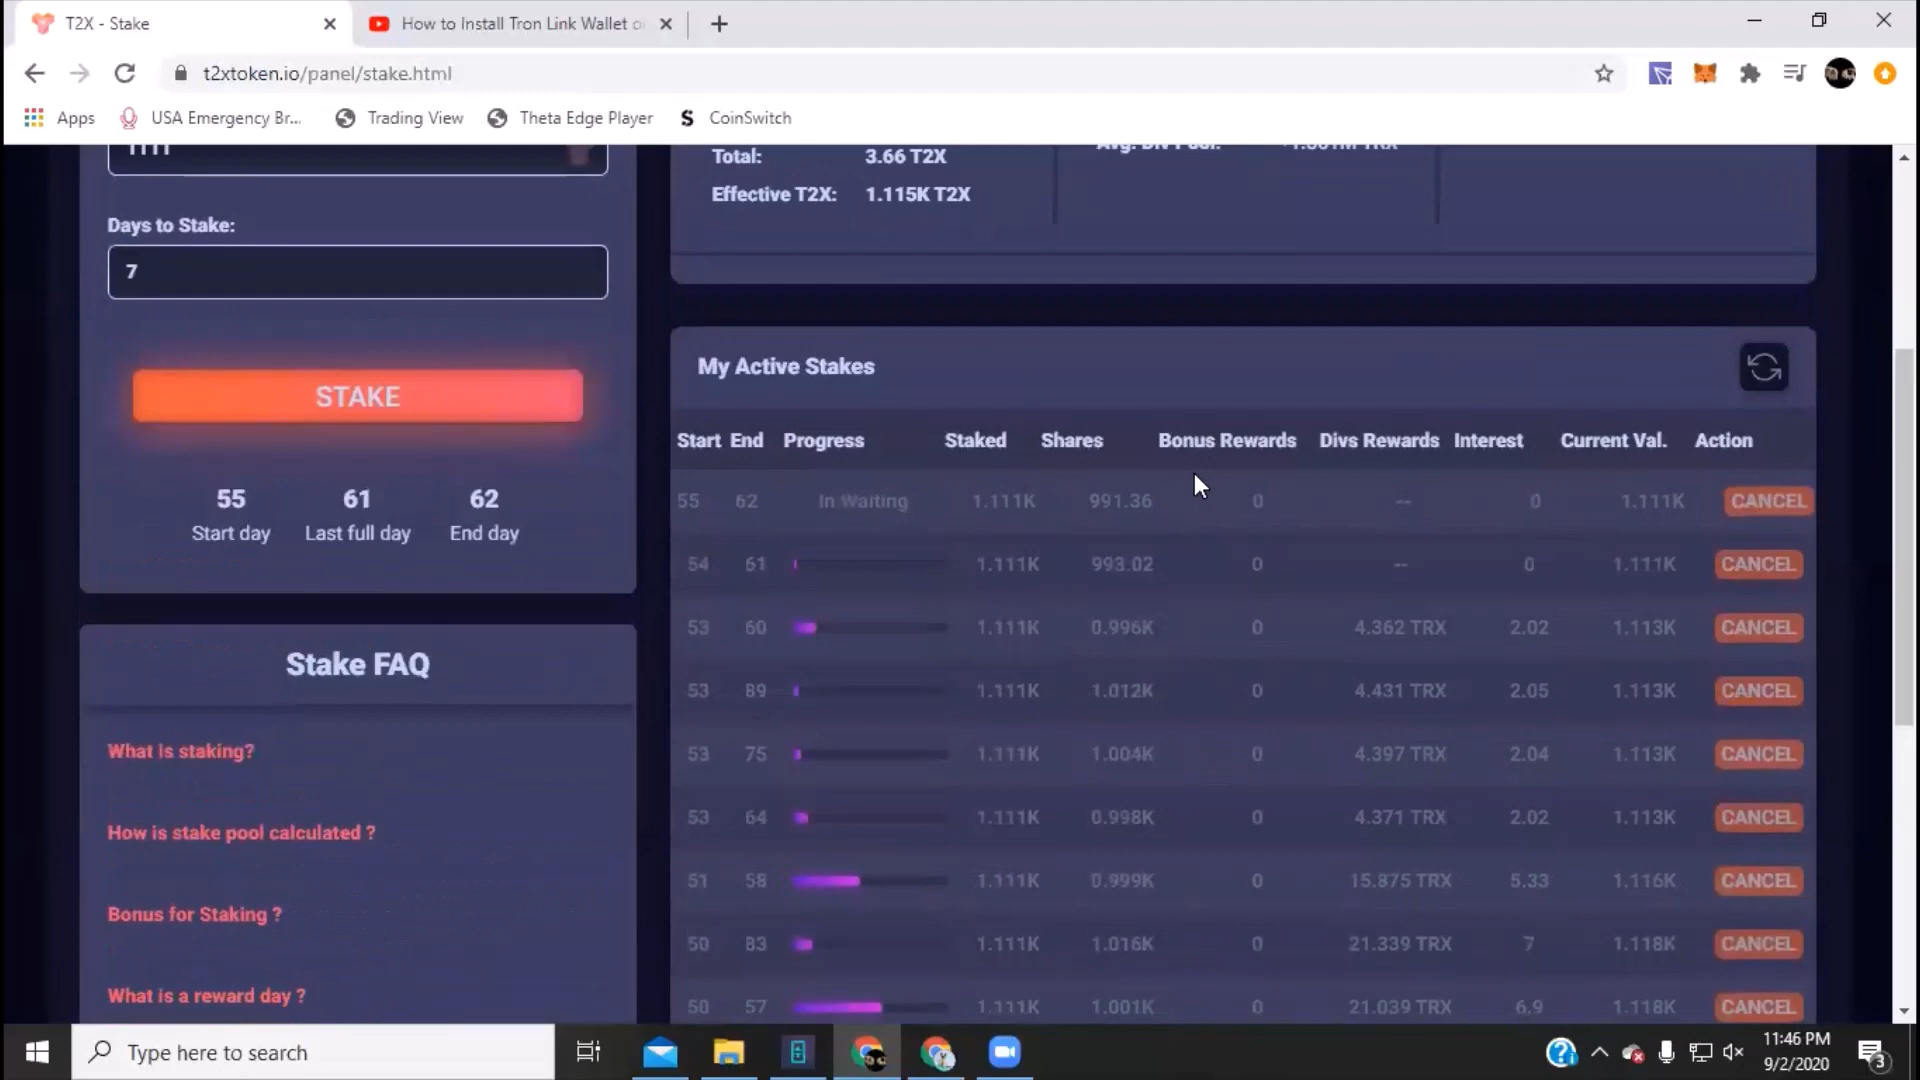 T2X - Stake
How to Install Tron Link Wallet o
t2xtoken.io/panel/stake.html
Apps
USA Emergency Br...
Trading View
Theta Edge Player
CoinSwitch
1111
Days to Stake:
7
STAKE
55 61 62
Start day Last full day End day
Stake FAQ
What is staking?
How is stake pool calculated ?
Bonus for Staking ?
What is a reward day ?
Total: 3.66 T2X
Effective T2X: 1.115K T2X
My Active Stakes
Start End Progress Staked Shares Bonus Rewards Divs Rewards Interest Current Val. Action
55 62 In Waiting 1.111K 991.36 0 -- 0 1.111K CANCEL
54 61 1.111K 993.02 0 -- 0 1.111K CANCEL
53 60 1.111K 0.996K 0 4.362 TRX 2.02 1.113K CANCEL
53 89 1.111K 1.012K 0 4.431 TRX 2.05 1.113K CANCEL
53 75 1.111K 1.004K 0 4.397 TRX 2.04 1.113K CANCEL
53 64 1.111K 0.998K 0 4.371 TRX 2.02 1.113K CANCEL
51 58 1.111K 0.999K 0 15.875 TRX 5.33 1.116K CANCEL
50 83 1.111K 1.016K 0 21.339 TRX 7 1.118K CANCEL
50 57 1.111K 1.001K 0 21.039 TRX 6.9 1.118K CANCEL
Type here to search
11:46 PM
9/2/2020
3